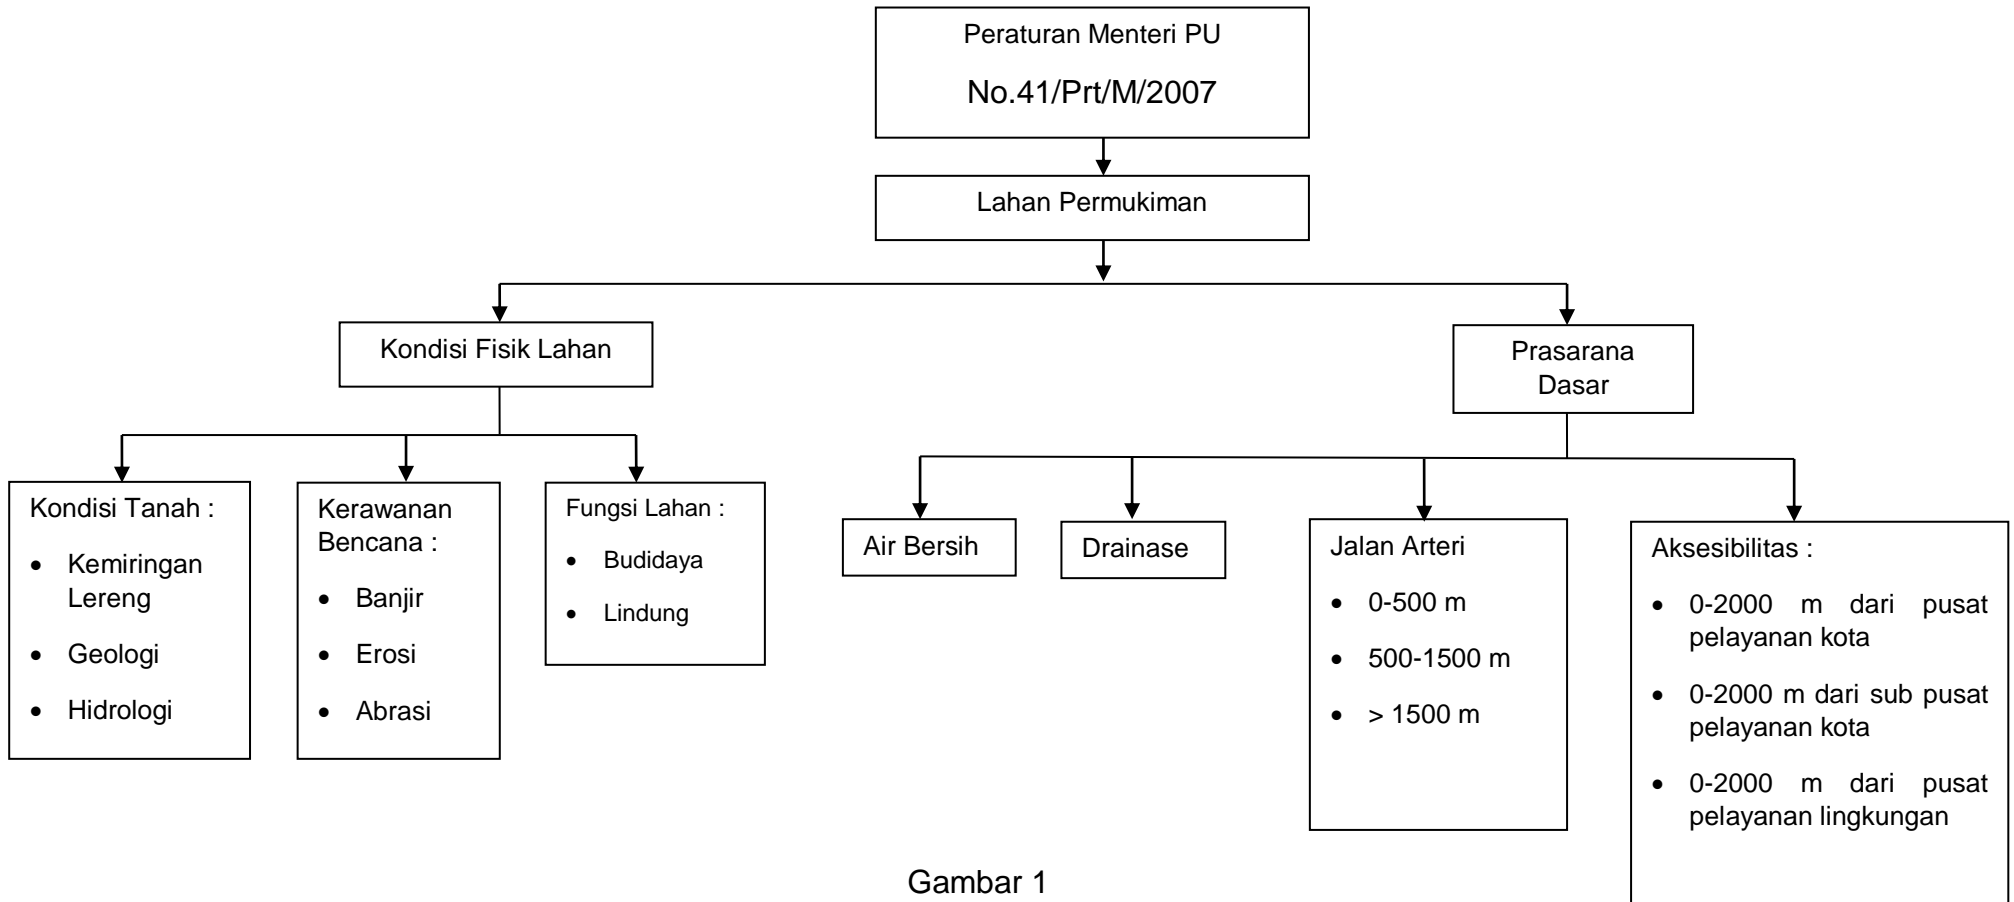 Peraturan Menteri PU
No.41/Prt/M/2007
Lahan Permukiman
Kondisi Fisik Lahan
Prasarana
Dasar
Kondisi Tanah :
• Kemiringan
Lereng
• Geologi
• Hidrologi
Kerawanan
Bencana :
• Banjir
• Erosi
• Abrasi
Fungsi Lahan :
• Budidaya
• Lindung
Air Bersih
Drainase
Jalan Arteri
• 0-500 m
• 500-1500 m
• > 1500 m
Aksesibilitas :
• 0-2000 m dari pusat
pelayanan kota
• 0-2000 m dari sub pusat
pelayanan kota
• 0-2000 m dari pusat
pelayanan lingkungan
Gambar 1